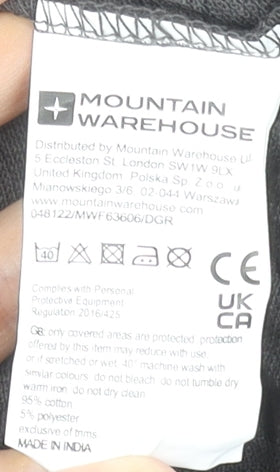 MOUNTAIN
WAREHOUSE
Distributed by Mountain Warehouse Ltd
5 Eccleston St. London SW1W 9LX
United Kingdom. Polska Sp. Z o.o. ul
Mianowskiego 3/6. 02-044 Warszawa
www.mountainwarehouse.com
048122/MWF63606/DGR
40
CE
UK
CA
Complies with Personal
Protective Equipment
Regulation 2016/425
GB: only covered areas are protected, protection
offered by this item may reduce with use
or if stretched or wet. 40° machine wash with
similar colours. do not bleach. do not tumble dry
warm iron. do not dry clean.
95% cotton
5% polyester
exclusive of trims
MADE IN INDIA